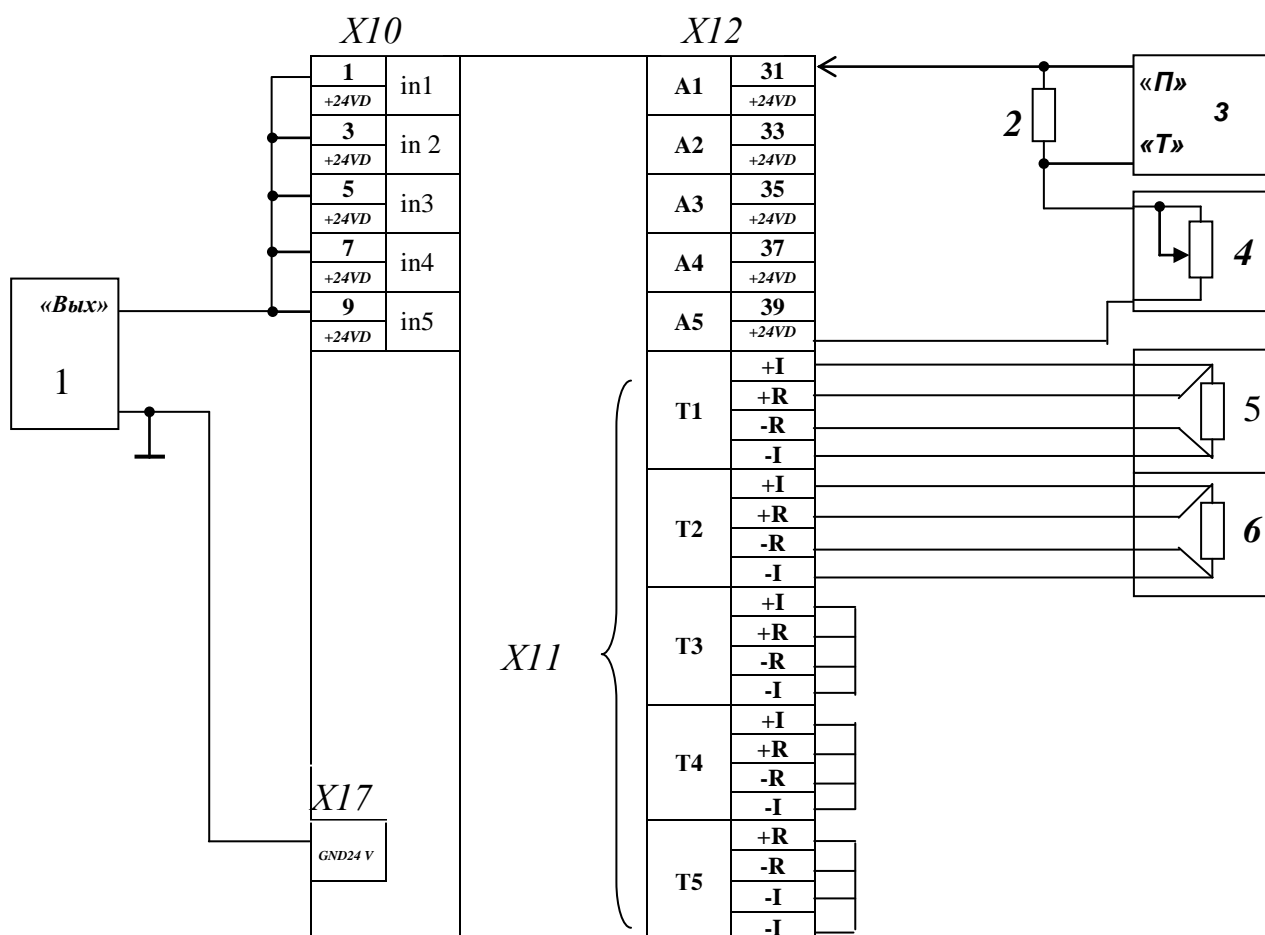 X10
X12
1
in1
+24VD
3
in 2
+24VD
5
in3
+24VD
7
in4
+24VD
9
in5
+24VD
«Вых»
1
A1
31
+24VD
A2
33
+24VD
A3
35
+24VD
A4
37
+24VD
A5
39
+24VD
2
«П»
3
«Т»
4
T1
+I
+R
-R
-I
5
T2
+I
+R
-R
-I
6
X11
T3
+I
+R
-R
-I
T4
+I
+R
-R
-I
T5
+R
-R
-I
-I
X17
GND24 V